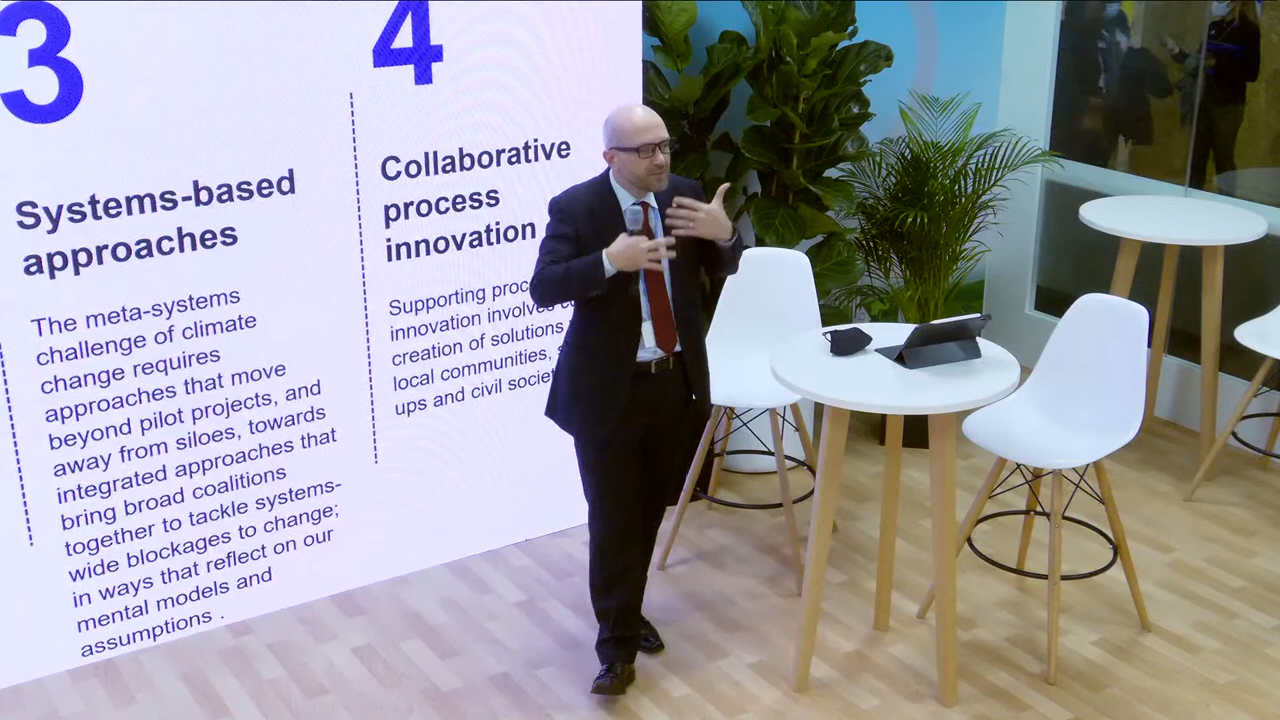 3
Systems-based
approaches
The meta-systems
challenge of climate
change requires
approaches that move
beyond pilot projects, and
away from siloes, towards
integrated approaches that
bring broad coalitions
together to tackle systems-
wide blockages to change;
in ways that reflect on our
mental models and
assumptions .
4
Collaborative
process
innovation
Supporting
innovation involves
creation of solutions
local communities,
ups and civil